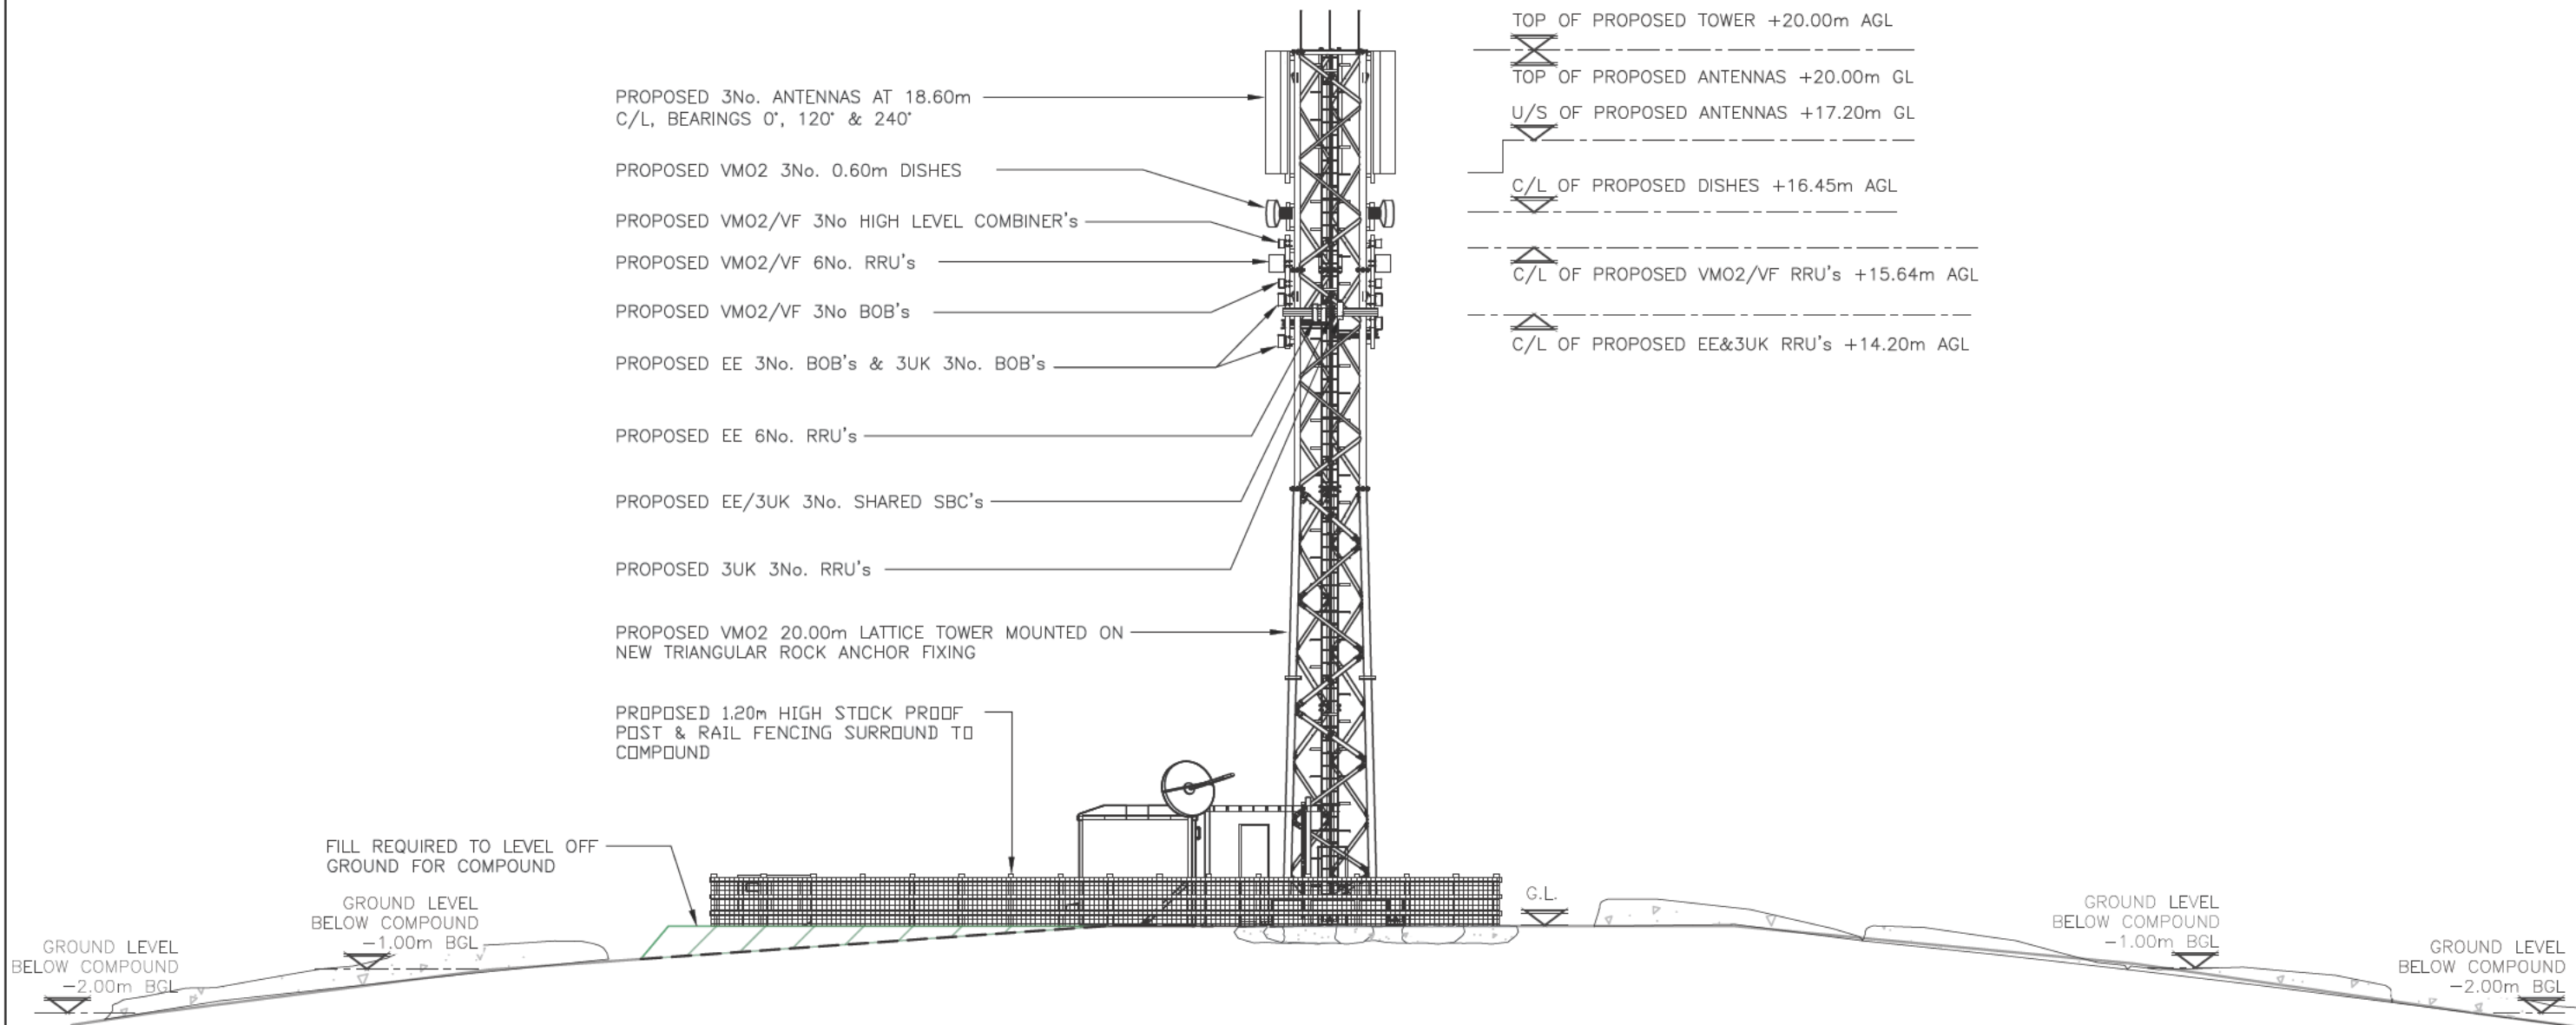 PROPOSED 3No. ANTENNAS AT 18.60m
C/L, BEARINGS 0°, 120° & 240°
PROPOSED VMO2 3No. 0.60m DISHES
PROPOSED VMO2/VF 3No HIGH LEVEL COMBINER's
PROPOSED VMO2/VF 6No. RRU's
PROPOSED VMO2/VF 3No BOB's
PROPOSED EE 3No. BOB's & 3UK 3No. BOB's
PROPOSED EE 6No. RRU's
PROPOSED EE/3UK 3No. SHARED SBC's
PROPOSED 3UK 3No. RRU's
PROPOSED VMO2 20.00m LATTICE TOWER MOUNTED ON
NEW TRIANGULAR ROCK ANCHOR FIXING
PROPOSED 1.20m HIGH STOCK PROOF
POST & RAIL FENCING SURROUND TO
COMPOUND
FILL REQUIRED TO LEVEL OFF
GROUND FOR COMPOUND
GROUND LEVEL
BELOW COMPOUND
-1.00m BGL
GROUND LEVEL
BELOW COMPOUND
-2.00m BGL
TOP OF PROPOSED TOWER +20.00m AGL
TOP OF PROPOSED ANTENNAS +20.00m GL
U/S OF PROPOSED ANTENNAS +17.20m GL
C/L OF PROPOSED DISHES +16.45m AGL
C/L OF PROPOSED VMO2/VF RRU's +15.64m AGL
C/L OF PROPOSED EE&3UK RRU's +14.20m AGL
G.L.
GROUND LEVEL
BELOW COMPOUND
-1.00m BGL
GROUND LEVEL
BELOW COMPOUND
-2.00m BGL